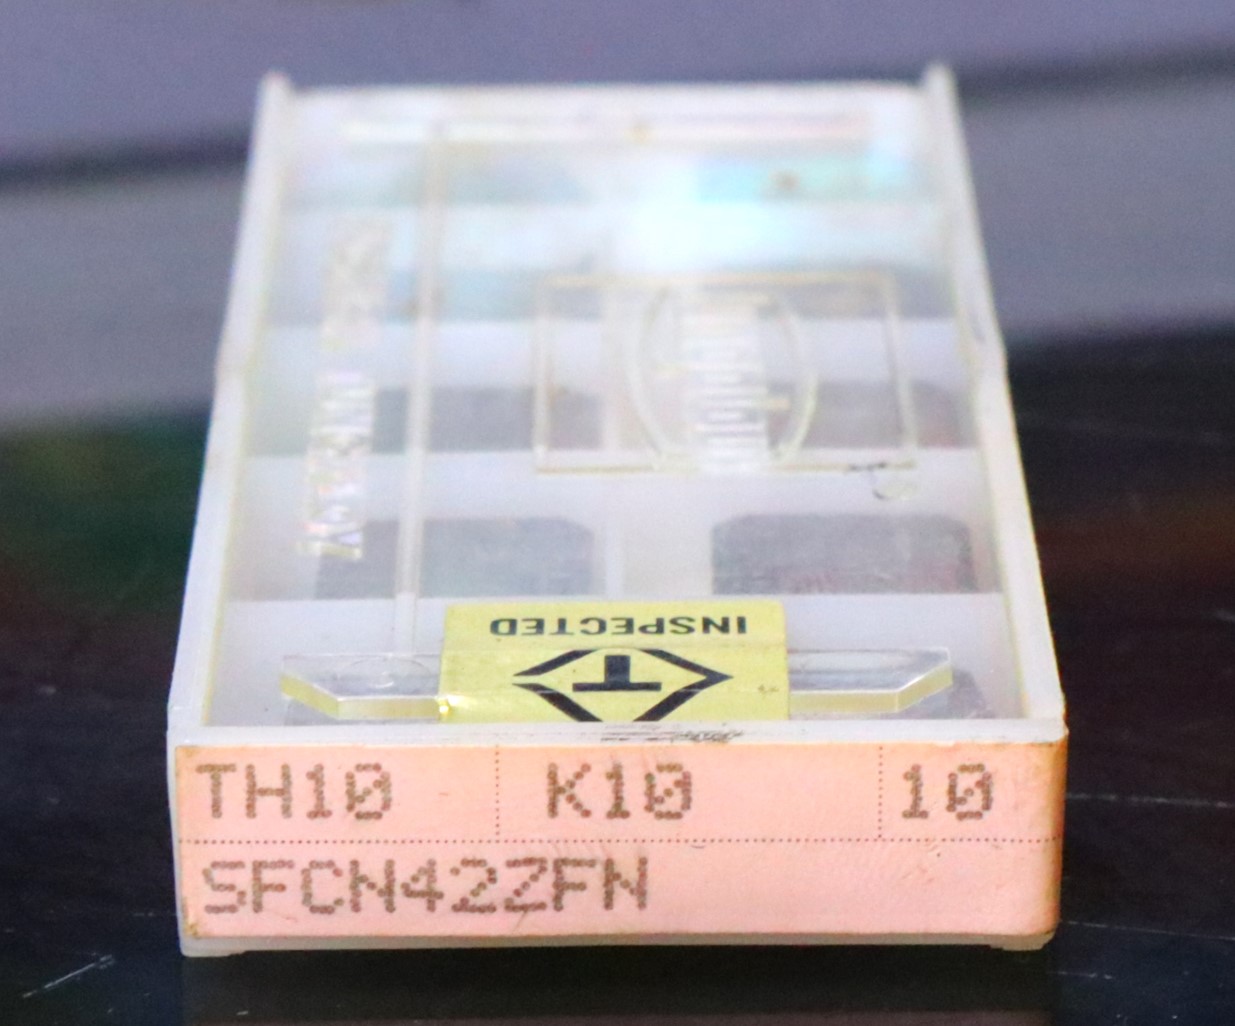 INSPECTED
T
TH10 K10 10
SFCN42ZFN